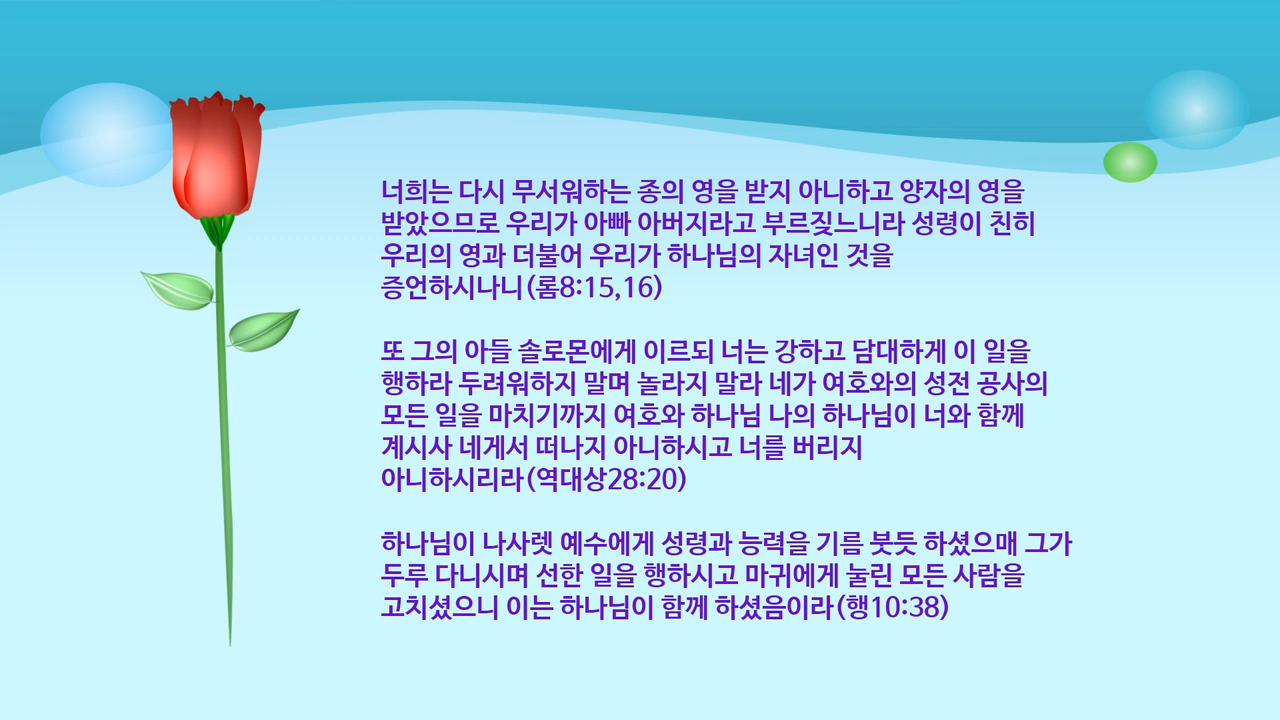 너희는 다시 무서워하는 종의 영을 받지 아니하고 양자의 영을
받았으므로 우리가 아빠 아버지라고 부르짖느니라 성령이 친히
우리의 영과 더불어 우리가 하나님의 자녀인 것을
증언하시나니(롬8:15,16)
또 그의 아들 솔로몬에게 이르되 너는 강하고 담대하게 이 일을
행하라 두려워하지 말며 놀라지 말라 네가 여호와의 성전 공사의
모든 일을 마치기까지 여호와 하나님 나의 하나님이 너와 함께
계시사 네게서 떠나지 아니하시고 너를 버리지
아니하시리라(역대상28:20)
하나님이 나사렛 예수에게 성령과 능력을 기름 붓듯 하셨으매 그가
두루 다니시며 선한 일을 행하시고 마귀에게 눌린 모든 사람을
고치셨으니 이는 하나님이 함께 하셨음이라(행10:38)